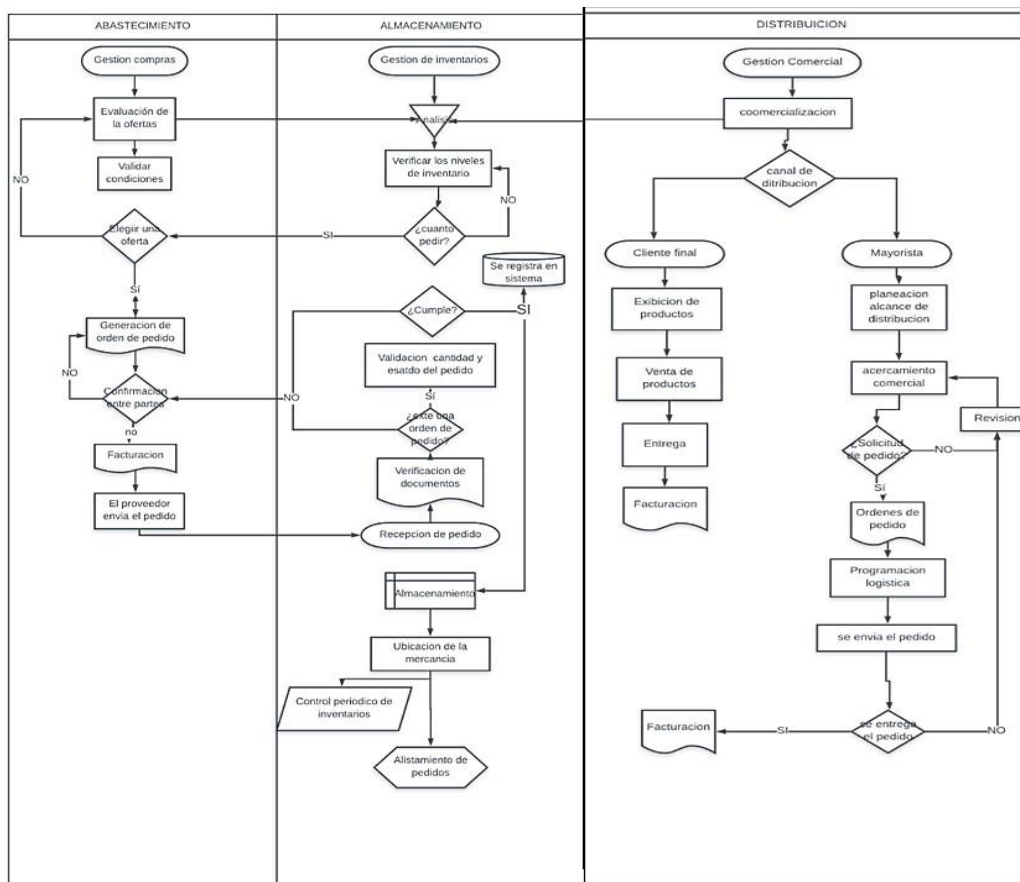 ABASTECIMIENTO
ALMACENAMIENTO
DISTRIBUICION
Gestion compras
Evaluación de
la ofertas
Validar
condiciones
NO
Elegir una
oferta
Sí
Generacion de
orden de pedido
NO
Confirmacion
entre partes
no
Facturacion
El proveedor
envia el pedido
Gestion de inventarios
Analisis
Verificar los niveles
de inventario
NO
¿cuanto
pedir?
SI
Se registra en
sistema
¿Cumple?
SI
Validacion cantidad y
esatdo del pedido
Sí
NO
¿exte una
orden de
pedido?
Verificacion de
documentos
Recepcion de pedido
Almacenamiento
Ubicacion de la
mercancia
Control periodico de
inventarios
Alistamiento de
pedidos
Gestion Comercial
coomercializacion
canal de
ditribucion
Cliente final
Exibicion de
productos
Venta de
productos
Entrega
Facturacion
Mayorista
planeacion
alcance de
distribucion
acercamiento
comercial
Revision
¿Solicitud
de pedido?
NO
Sí
Ordenes de
pedido
Programacion
logistica
se envia el pedido
se entrega
el pedido
SI
NO
Facturacion